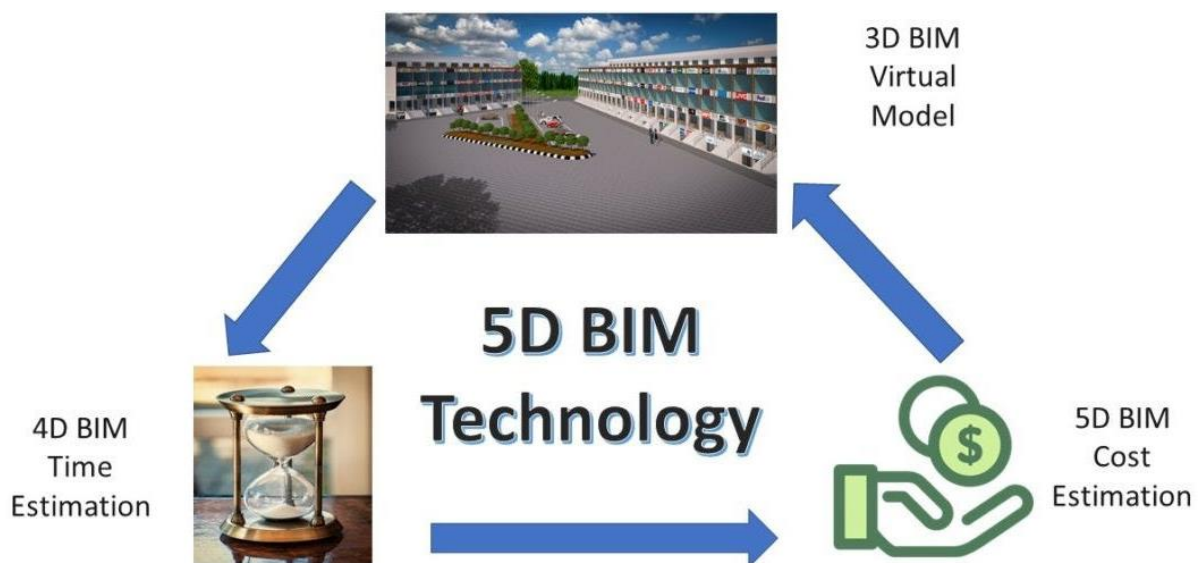 3D BIM
Virtual
Model
5D BIM
Technology
4D BIM
Time
Estimation
$
5D BIM
Cost
Estimation